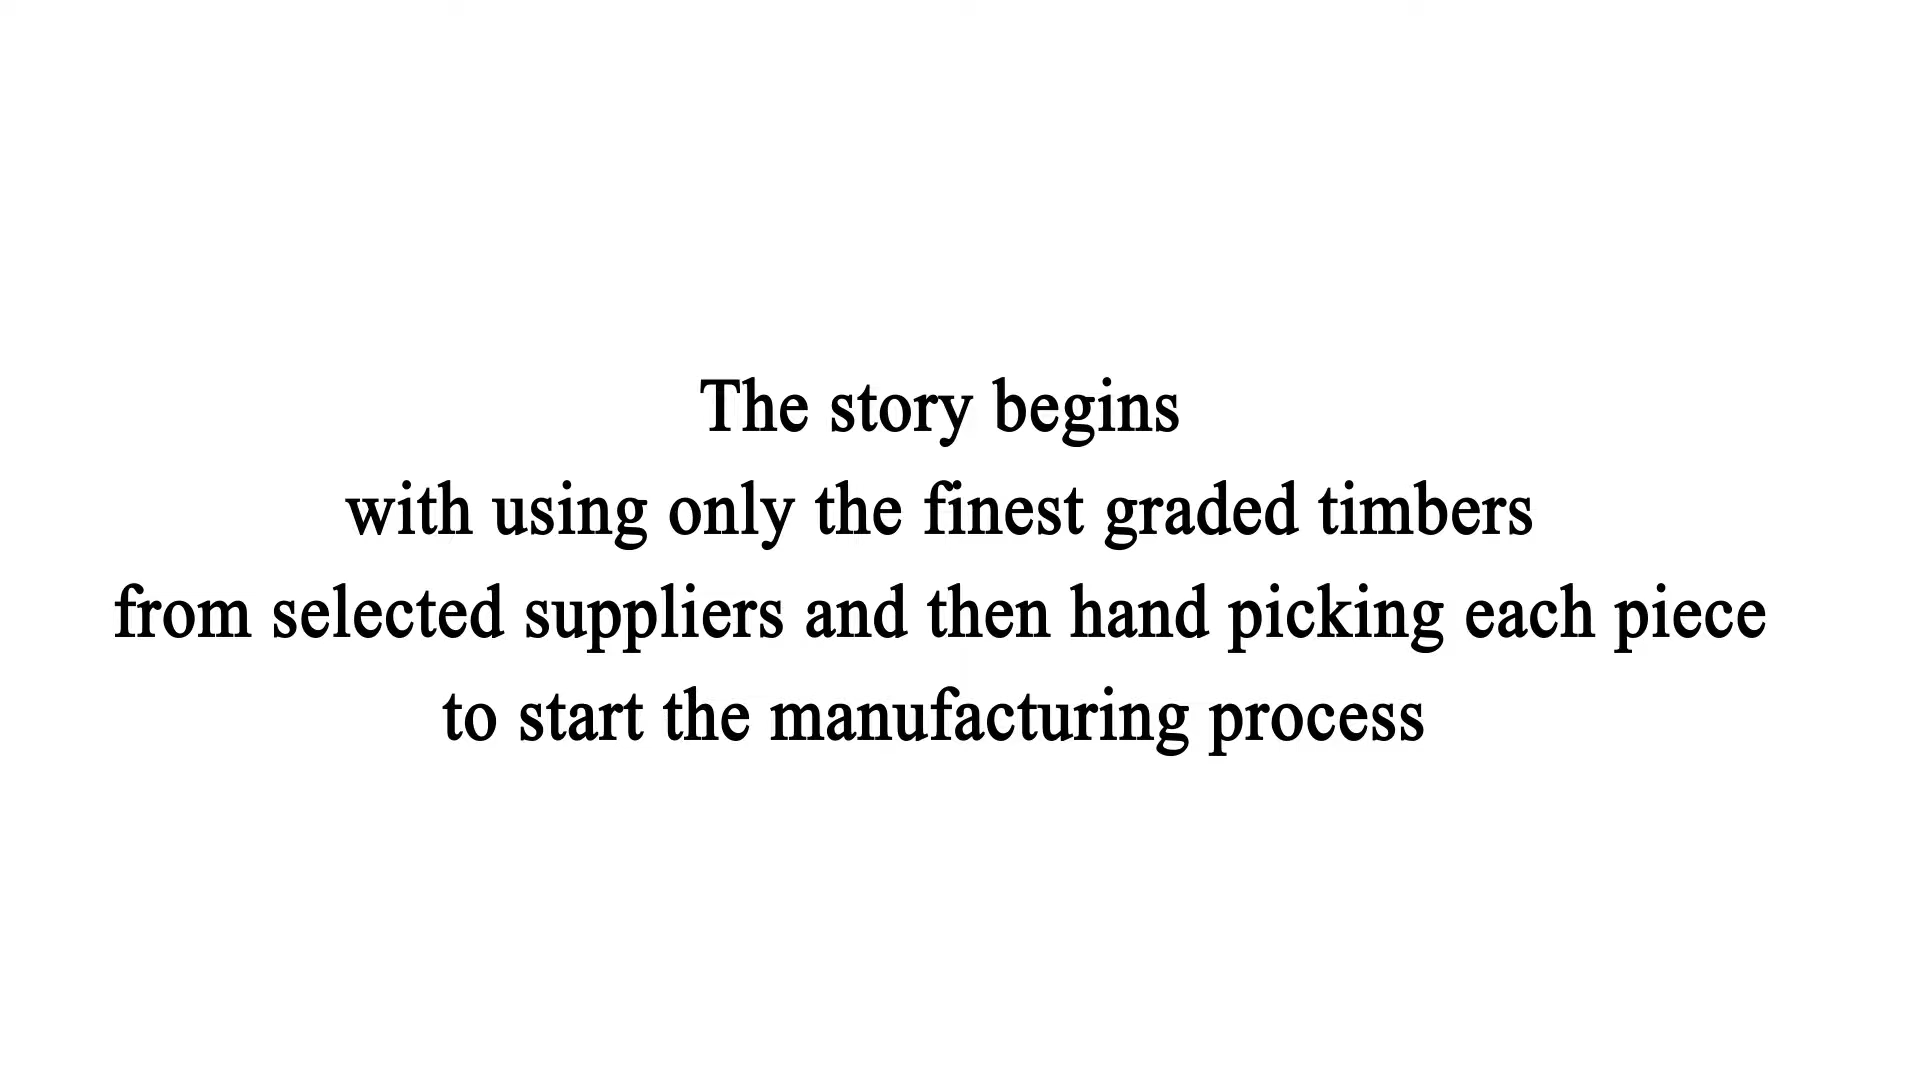 The story begins
with using only the finest graded timbers
from selected suppliers and then hand picking each piece
to start the manufacturing process